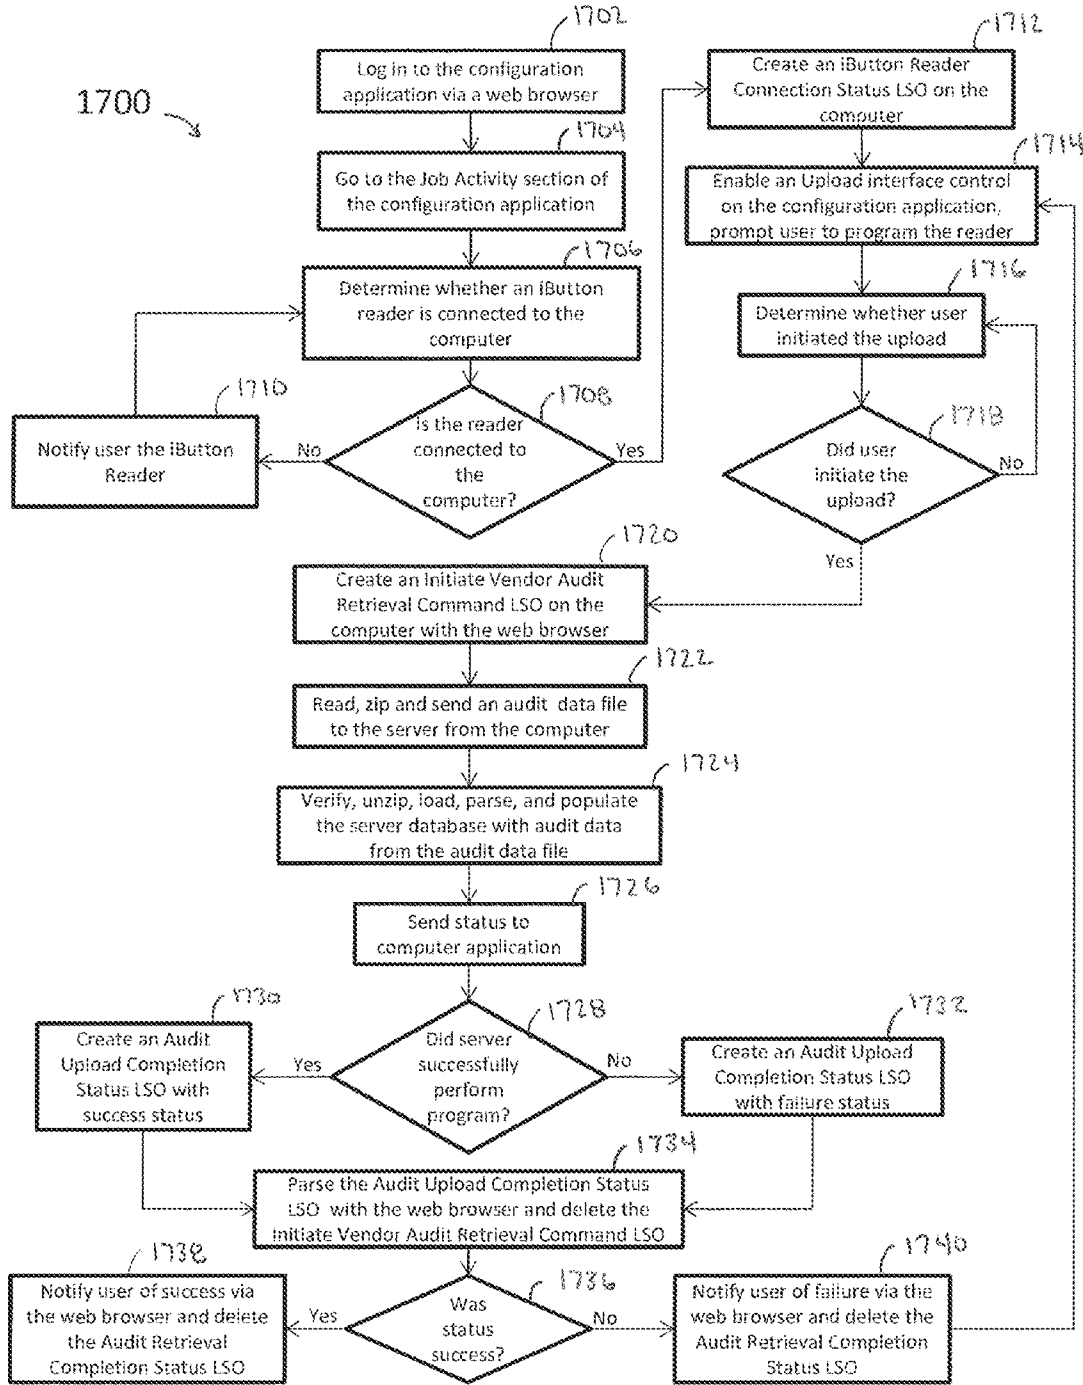 1700
1702
Log in to the configuration
application via a web browser
1704
Go to the Job Activity section of
the configuration application
1706
Determine whether an iButton
reader is connected to the
computer
1708
is the reader
connected to
the
computer?
No
Yes
1710
Notify user the iButton
Reader
1712
Create an iButton Reader
Connection Status LSO on the
computer
1714
Enable an Upload interface control
on the configuration application,
prompt user to program the reader
1716
Determine whether user
initiated the upload
1718
Did user
initiate the
upload?
No
Yes
1720
Create an Initiate Vendor Audit
Retrieval Command LSO on the
computer with the web browser
1722
Read, zip and send an audit data file
to the server from the computer
1724
Verify, unzip, load, parse, and populate
the server database with audit data
from the audit data file
1726
Send status to
computer application
1728
Did server
successfully
perform
program?
Yes
No
1730
Create an Audit
Upload Completion
Status LSO with
success status
1732
Create an Audit Upload
Completion Status LSO
with failure status
1734
Parse the Audit Upload Completion Status
LSO with the web browser and delete the
Initiate Vendor Audit Retrieval Command LSO
1736
Was
status
success?
Yes
No
1738
Notify user of success via
the web browser and delete
the Audit Retrieval
Completion Status LSO
1740
Notify user of failure via the
web browser and delete the
Audit Retrieval Completion
Status LSO